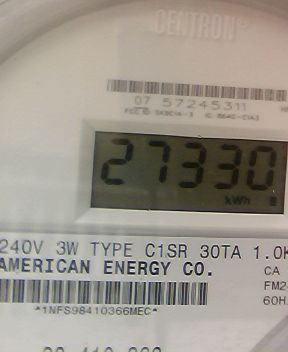 CENTRON®
07 57245311
27330
kWh
240V 3W TYPE C1SR 30TA 1.0K
AMERICAN ENERGY CO.
CA
FM2
60H
*1NFS98410366MEC*